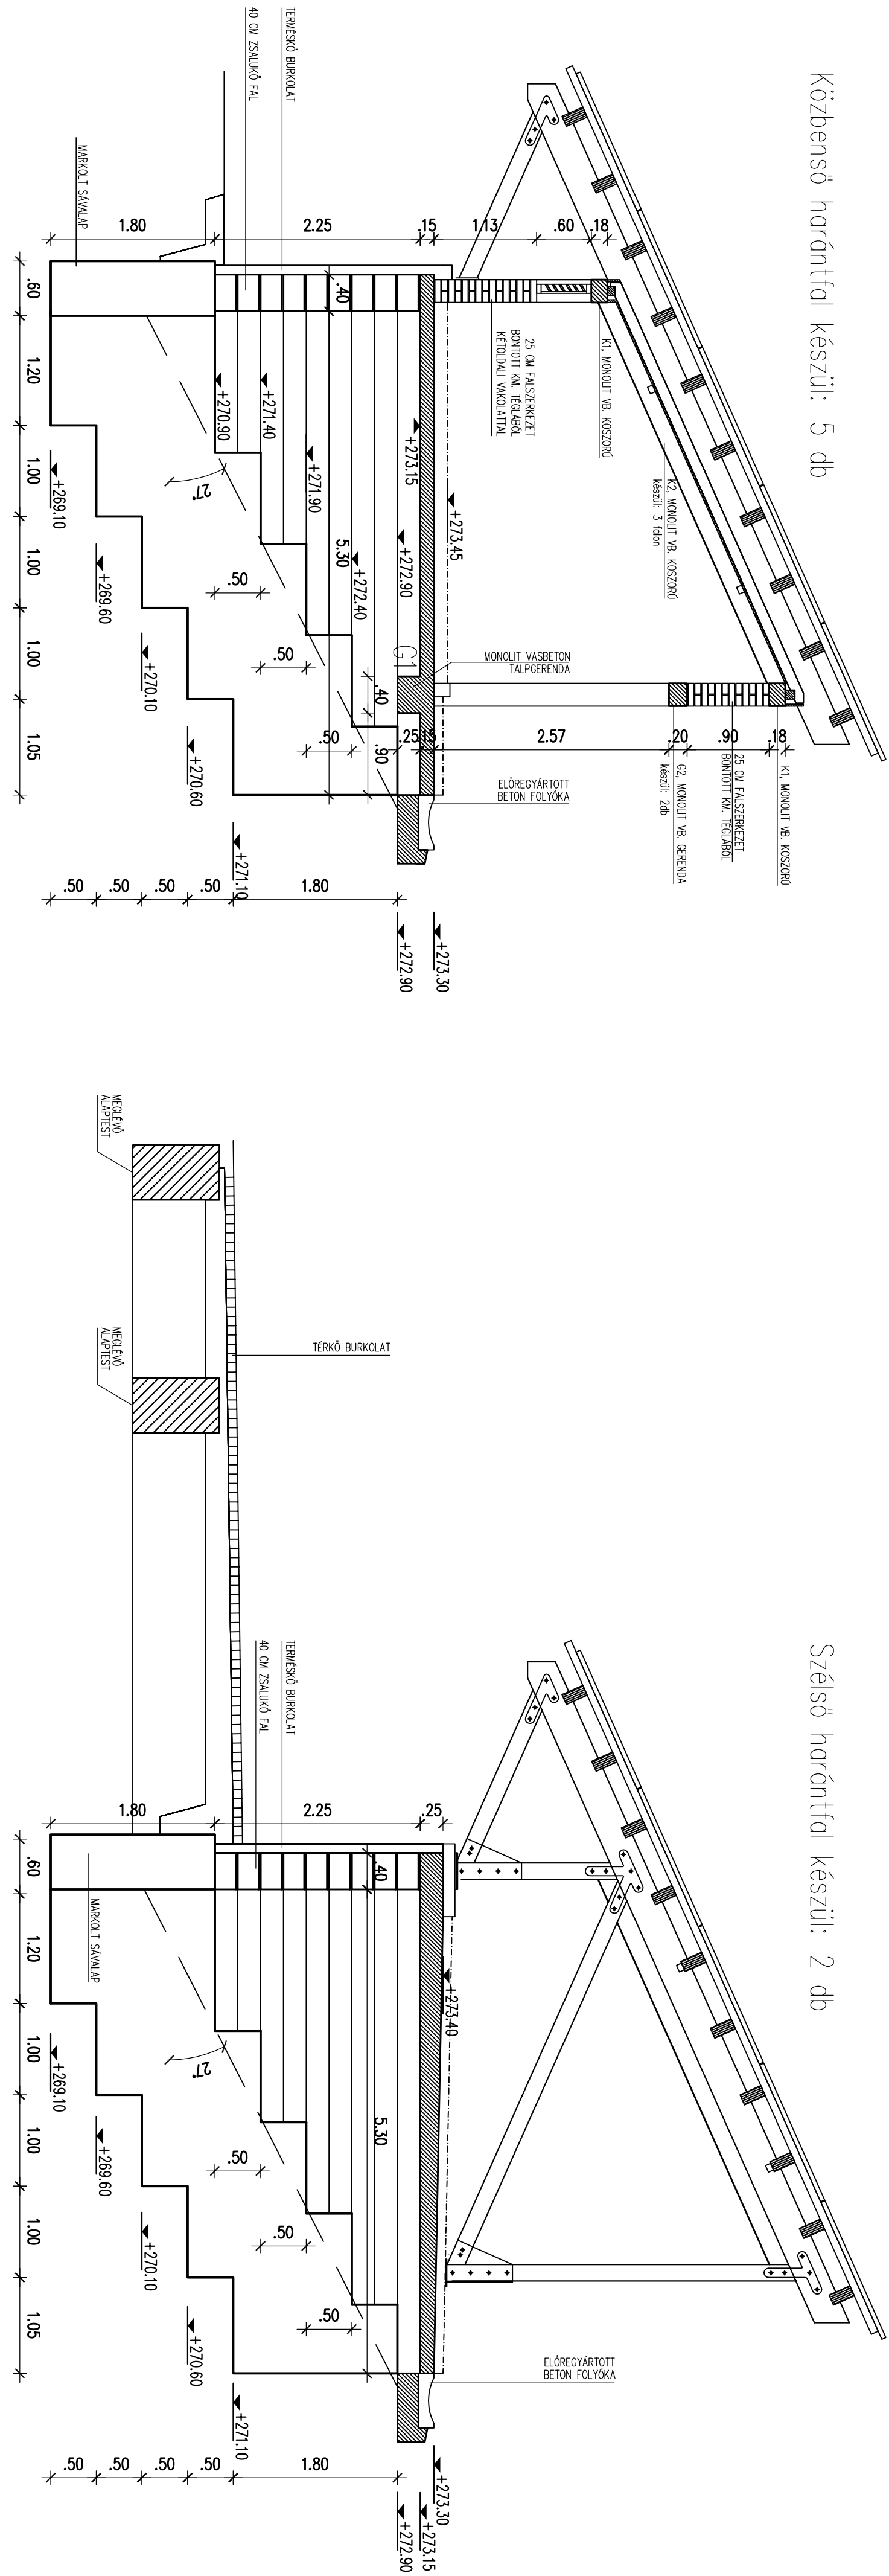 Közbenső harántfal készül: 5 db
K1, MONOLIT VB. KOSZORÚ
K2, MONOLIT VB. KOSZORÚ
készül: 3 falon
K1, MONOLIT VB. KOSZORÚ
25 CM FALSZERKEZET
BONTOTT KM. TÉGLÁBÓL
G2, MONOLIT VB. GERENDA
készül: 2db
25 CM FALSZERKEZET
BONTOTT KM. TÉGLÁBÓL
KÉTOLDALI VAKOLATTAL
MONOLIT VASBETON
TALPGERENDA
G1
ELŐREGYÁRTOTT
BETON FOLYÓKA
TERMÉSKŐ BURKOLAT
40 CM ZSALUKŐ FAL
MARKOLT SÁVALAP
1.80
2.25
.15
1.13
.60
.18
.18
.90
.20
2.57
.15
.25
.40
5.30
.40
.90
.50
.50
.50
27°
+273.45
+273.15
+272.90
+272.40
+271.90
+271.40
+270.90
+269.10
+269.60
+270.10
+270.60
+271.10
+273.30
+272.90
.50
.50
.50
.50
1.80
.60
1.20
1.00
1.00
1.00
1.05
Szélső harántfal készül: 2 db
MEGLÉVŐ
ALAPTEST
MEGLÉVŐ
ALAPTEST
TÉRKŐ BURKOLAT
TERMÉSKŐ BURKOLAT
40 CM ZSALUKŐ FAL
MARKOLT SÁVALAP
ELŐREGYÁRTOTT
BETON FOLYÓKA
1.80
2.25
.25
.40
5.30
.50
.50
.50
27°
+273.40
+269.10
+269.60
+270.10
+270.60
+271.10
+273.30
+273.15
+272.90
.50
.50
.50
.50
1.80
.60
1.20
1.00
1.00
1.00
1.05